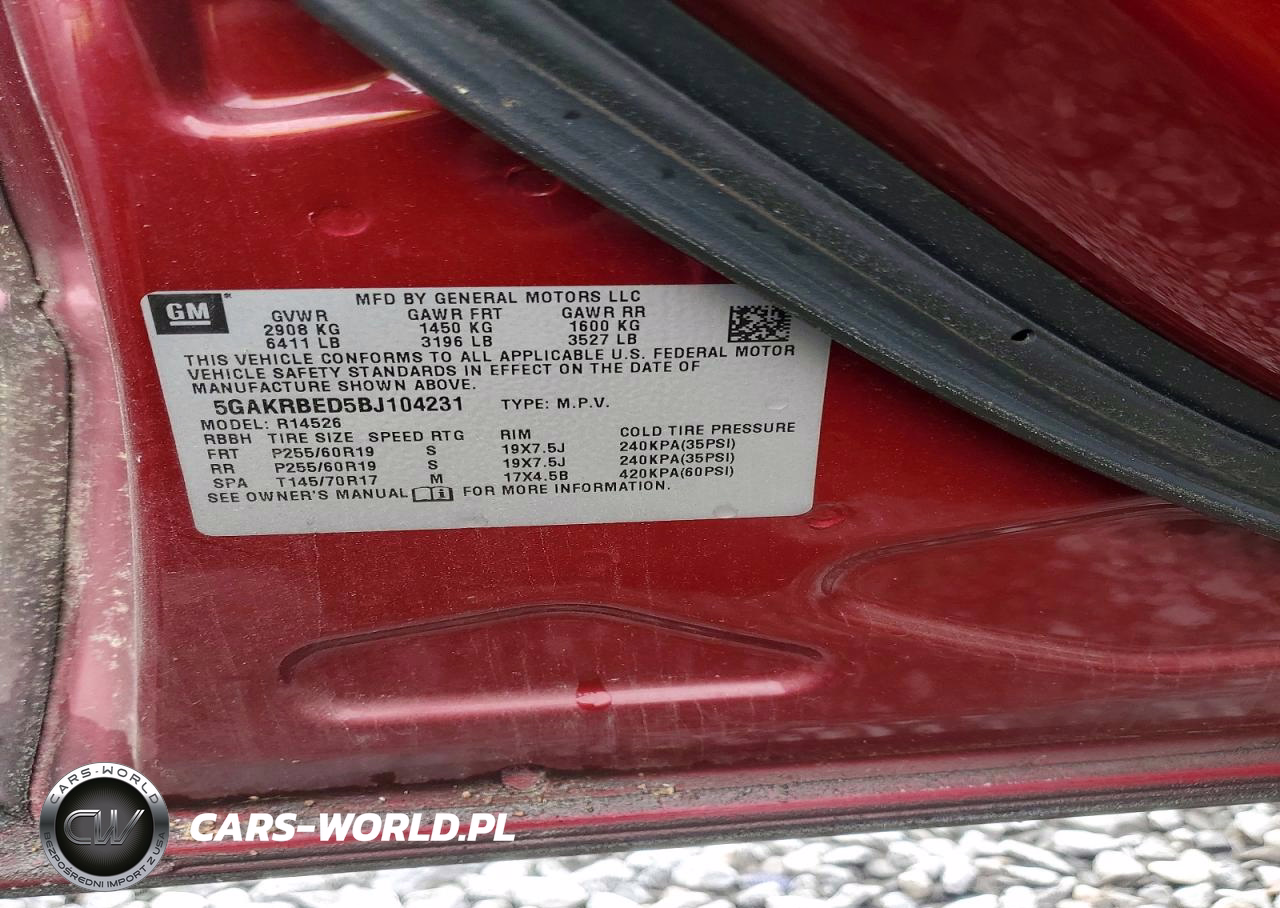 GM
MFD BY GENERAL MOTORS LLC
GVWR GAWR FRT GAWR RR
2908 KG 1450 KG 1600 KG
6411 LB 3196 LB 3527 LB
THIS VEHICLE CONFORMS TO ALL APPLICABLE U.S. FEDERAL MOTOR
VEHICLE SAFETY STANDARDS IN EFFECT ON THE DATE OF
MANUFACTURE SHOWN ABOVE.
5GAKRBED5BJ104231 TYPE: M.P.V.
MODEL: R14526
RBBH TIRE SIZE SPEED RTG RIM COLD TIRE PRESSURE
FRT P255/60R19 S 19X7.5J 240KPA(35PSI)
RR P255/60R19 S 19X7.5J 240KPA(35PSI)
SPA T145/70R17 M 17X4.5B 420KPA(60PSI)
SEE OWNER'S MANUAL i FOR MORE INFORMATION.
CARS-WORLD
CW
BEZPOŚREDNI IMPORT Z USA
CARS-WORLD.PL